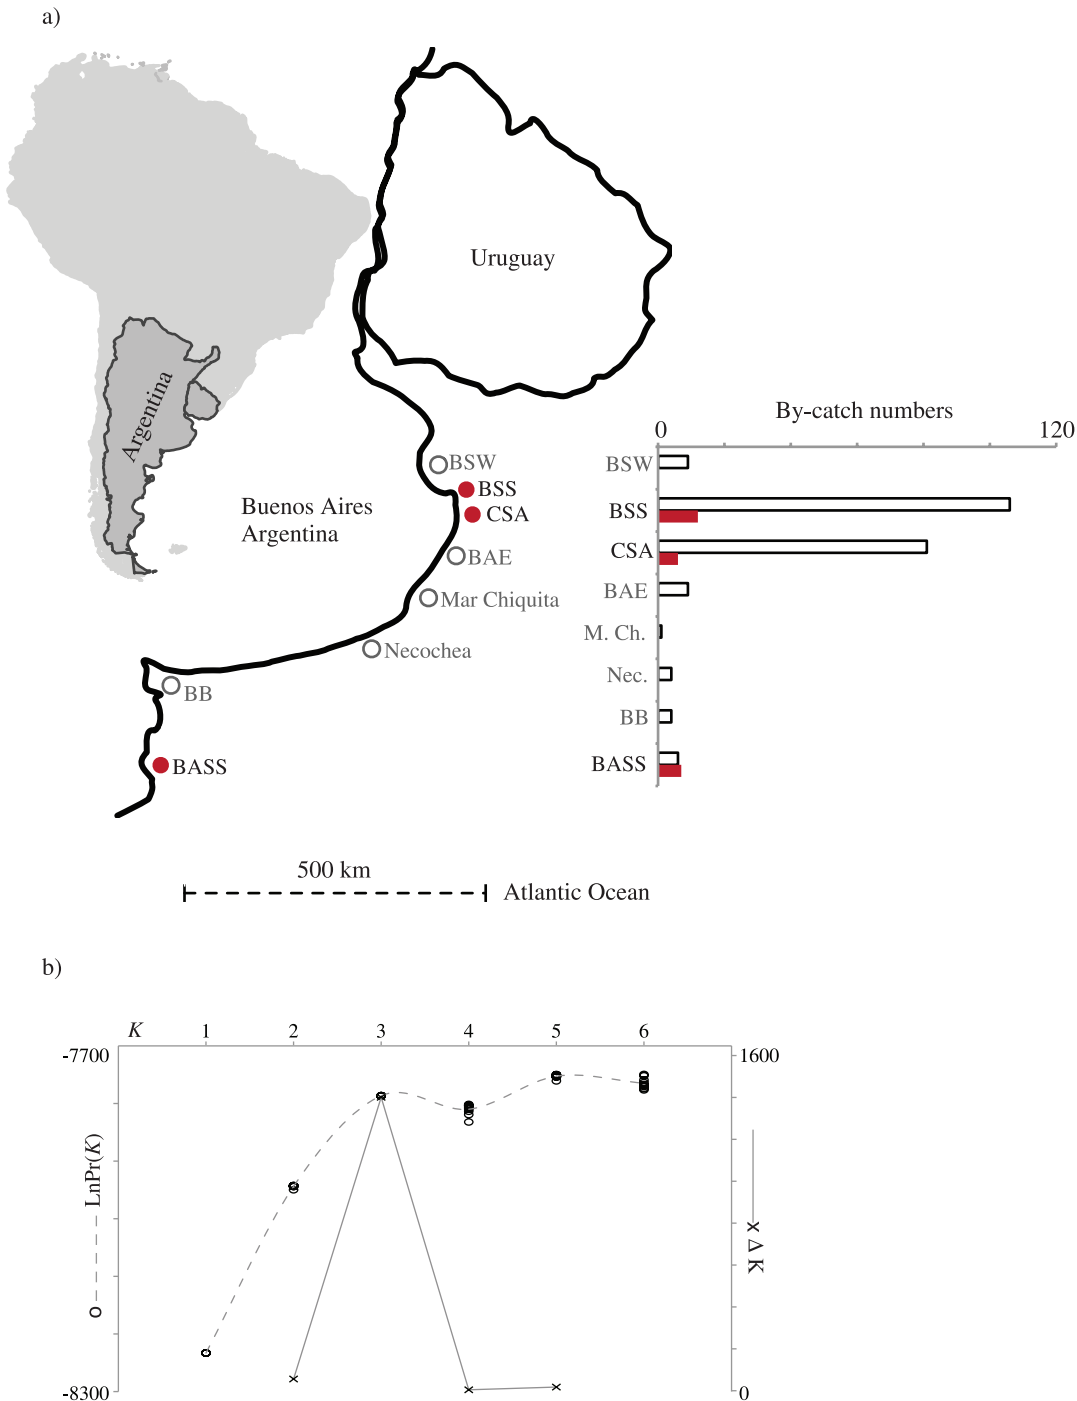 a)
Uruguay
Argentina
By-catch numbers
0
120
BSW
BSS
CSA
Buenos Aires
Argentina
BAE
Mar Chiquita
Necochea
BB
BASS
BSW
BSS
CSA
BAE
M. Ch.
Nec.
BB
BASS
500 km
Atlantic Ocean
b)
K 1 2 3 4 5 6
-7700
-8300
o LnPr(K)
1600
0
x Δ K